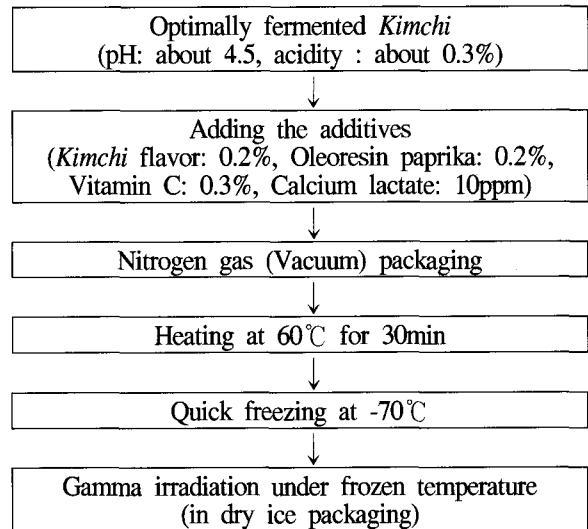 Optimally fermented Kimchi
(pH: about 4.5, acidity : about 0.3%)
Adding the additives
(Kimchi flavor: 0.2%, Oleoresin paprika: 0.2%,
Vitamin C: 0.3%, Calcium lactate: 10ppm)
Nitrogen gas (Vacuum) packaging
Heating at 60℃ for 30min
Quick freezing at -70℃
Gamma irradiation under frozen temperature
(in dry ice packaging)